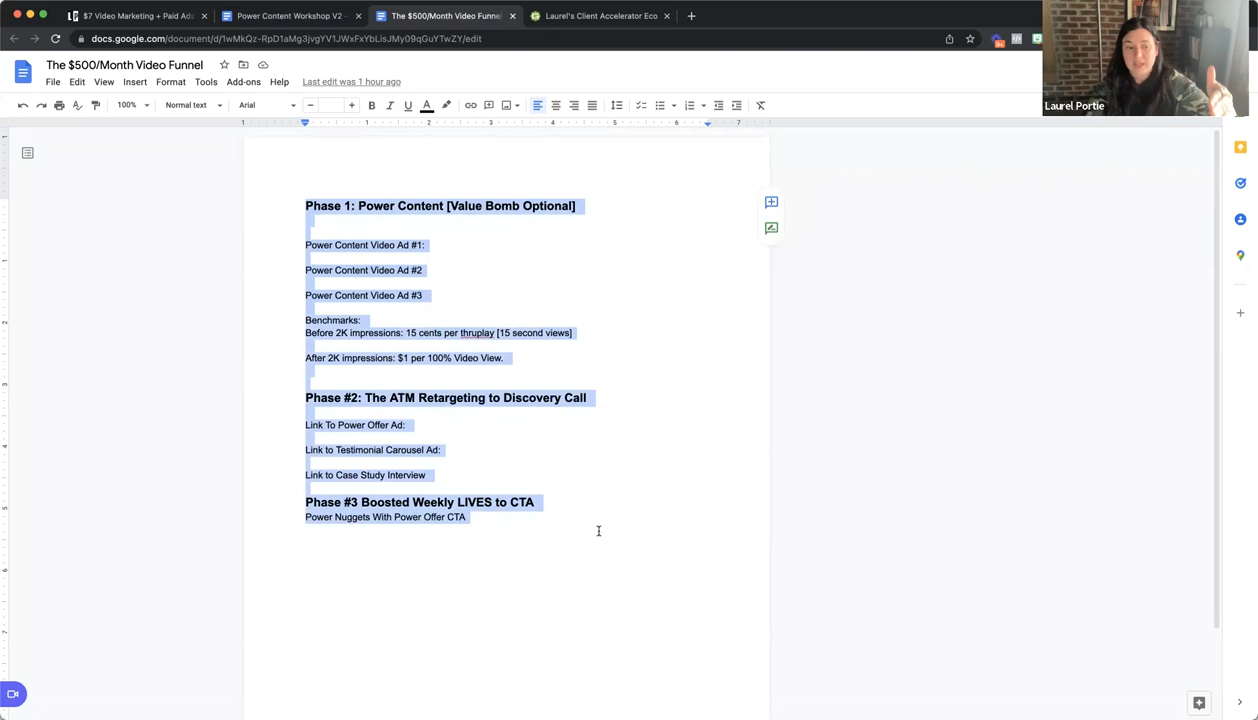 $7 Video Marketing + Paid Ads
Power Content Workshop V2 -
The $500/Month Video Funnel
Laurel's Client Accelerator Eco
docs.google.com/document/d/1wMkQz-RpD1aMg3jvgYV1JWxFxYbLisJMy09qGuYTwZY/edit
The $500/Month Video Funnel
File Edit View Insert Format Tools Add-ons Help Last edit was 1 hour ago
100% Normal text Arial
Laurel Portie
Phase 1: Power Content [Value Bomb Optional]
Power Content Video Ad #1:
Power Content Video Ad #2
Power Content Video Ad #3
Benchmarks:
Before 2K impressions: 15 cents per thruplay [15 second views]
After 2K impressions: $1 per 100% Video View.
Phase #2: The ATM Retargeting to Discovery Call
Link To Power Offer Ad:
Link to Testimonial Carousel Ad:
Link to Case Study Interview
Phase #3 Boosted Weekly LIVES to CTA
Power Nuggets With Power Offer CTA